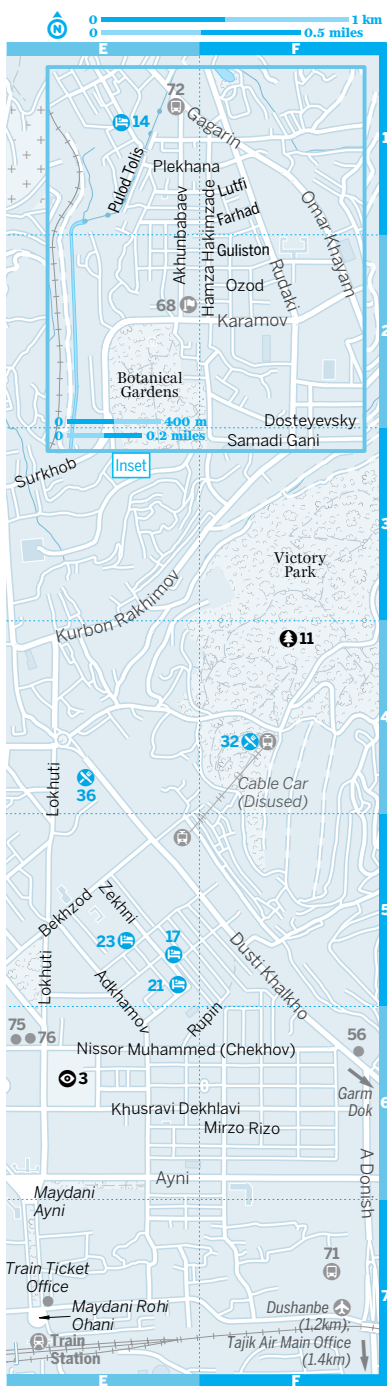 N
0 1 km
0 0.5 miles
E F
72
14
Gagarin
1
Plekhana
Pulod Tolis
Lutfi
Farhad
Omar Khayam
Akhunbabaev
Hamza Hakimzade
Guliston
Rudaki
Ozod
68
Karamov
2
Botanical
Gardens
0 400 m
0 0.2 miles
Dosteyevsky
Samadi Gani
Inset
Surkhob
3
Victory
Park
Kurbon Rakhimov
11
4
32
Lokhuti
36
Cable Car
(Disused)
Bekhzod
Zekhni
5
23
17
Dusti Khalkho
21
Lokhuti
Adkhamov
Rupin
75
76
56
Nissor Muhammed (Chekhov)
3
Garm
Dok
6
Khusravi Dekhlavi
Mirzo Rizo
Ayni
A Donish
Maydani
Ayni
71
Train Ticket
Office
7
Maydani Rohi
Ohani
Dushanbe
(1.2km);
Tajik Air Main Office
(1.4km)
Train
Station
E F